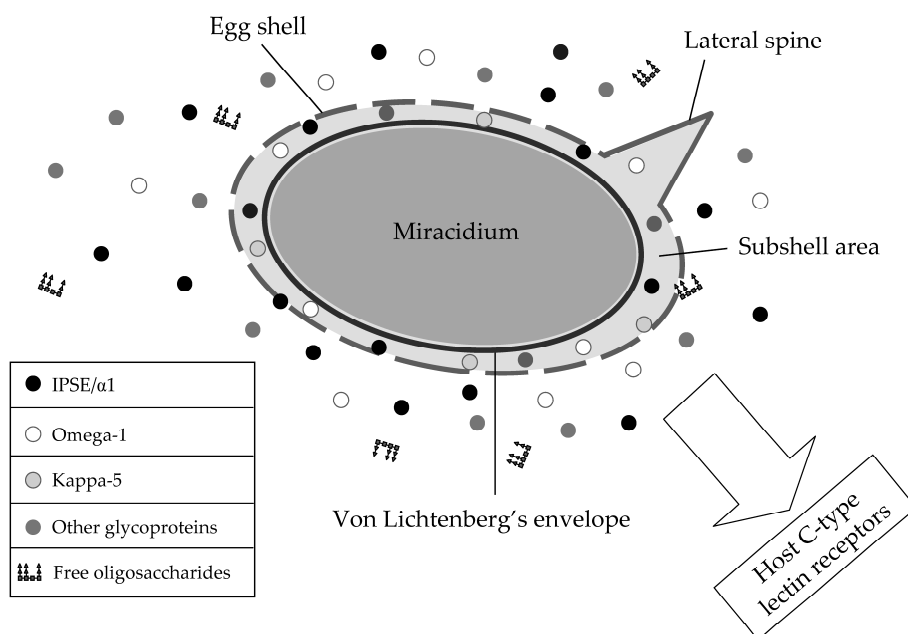 Egg shell
Lateral spine
Miracidium
Subshell area
IPSE/α1
Omega-1
Kappa-5
Other glycoproteins
Free oligosaccharides
Von Lichtenberg´s envelope
Host C-type
lectin receptors